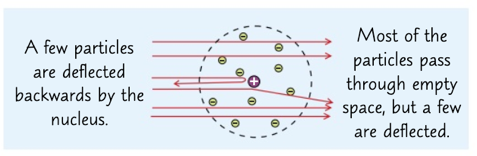 A few particles
are deflected
backwards by the
nucleus.
Most of the
particles pass
through empty
space, but a few
are deflected.